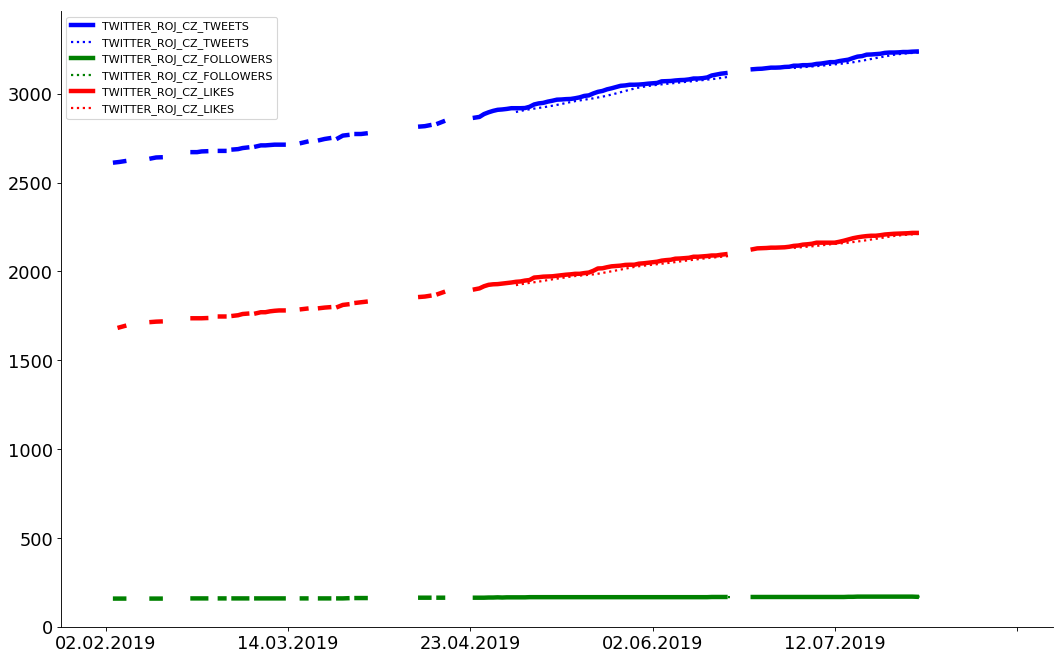 TWITTER_ROJ_CZ_TWEETS
TWITTER_ROJ_CZ_TWEETS
TWITTER_ROJ_CZ_FOLLOWERS
TWITTER_ROJ_CZ_FOLLOWERS
TWITTER_ROJ_CZ_LIKES
TWITTER_ROJ_CZ_LIKES
3000
2500
2000
1500
1000
500
0
02.02.2019 14.03.2019 23.04.2019 02.06.2019 12.07.2019